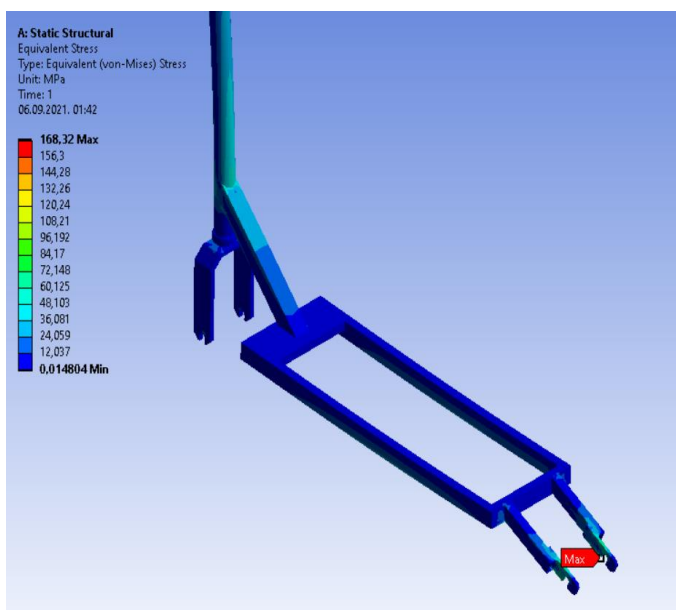 A: Static Structural
Equivalent Stress
Type: Equivalent (von-Mises) Stress
Unit: MPa
Time: 1
06.09.2021. 01:42
168,32 Max
156,3
144,28
132,26
120,24
108,21
96,192
84,17
72,148
60,125
48,103
36,081
24,059
12,037
0,014804 Min
Max